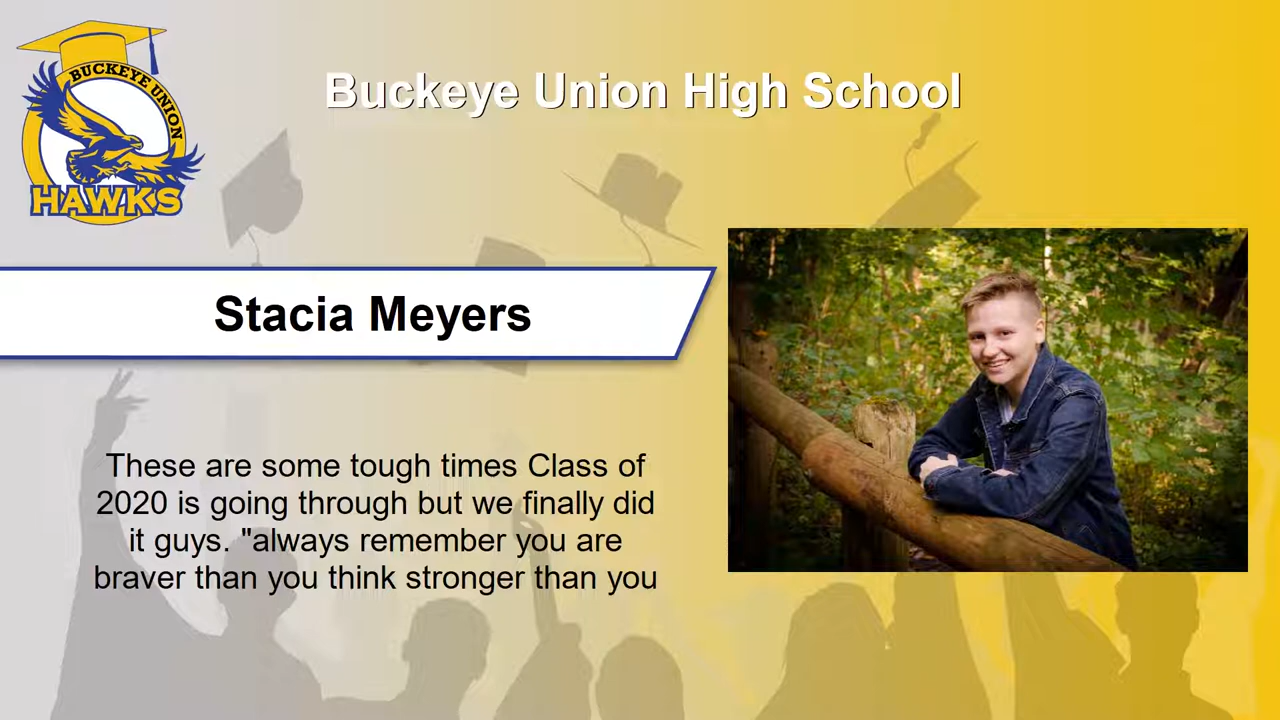 BUCKEYE UNION
HAWKS
Buckeye Union High School
Stacia Meyers
These are some tough times Class of
2020 is going through but we finally did
it guys. "always remember you are
braver than you think stronger than you